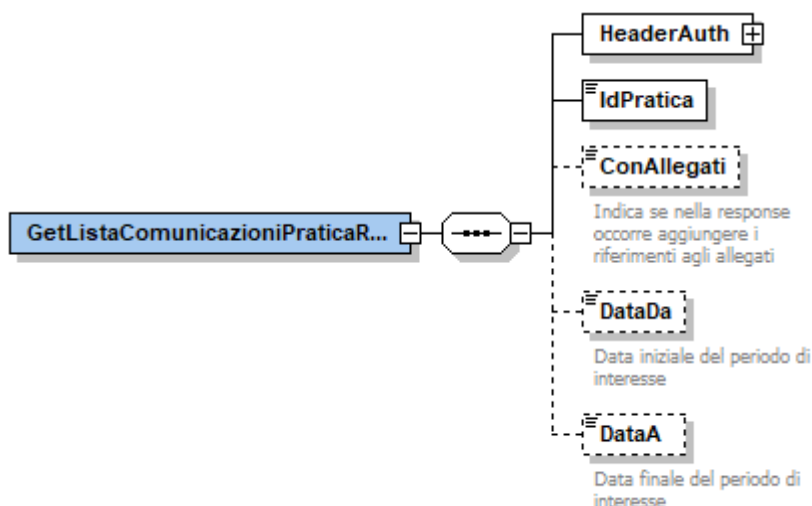 HeaderAuth
IdPratica
ConAllegati
Indica se nella response
occorre aggiungere i
riferimenti agli allegati
GetListaComunicazioniPraticaR...
DataDa
Data iniziale del periodo di
interesse
DataA
Data finale del periodo di
interesse